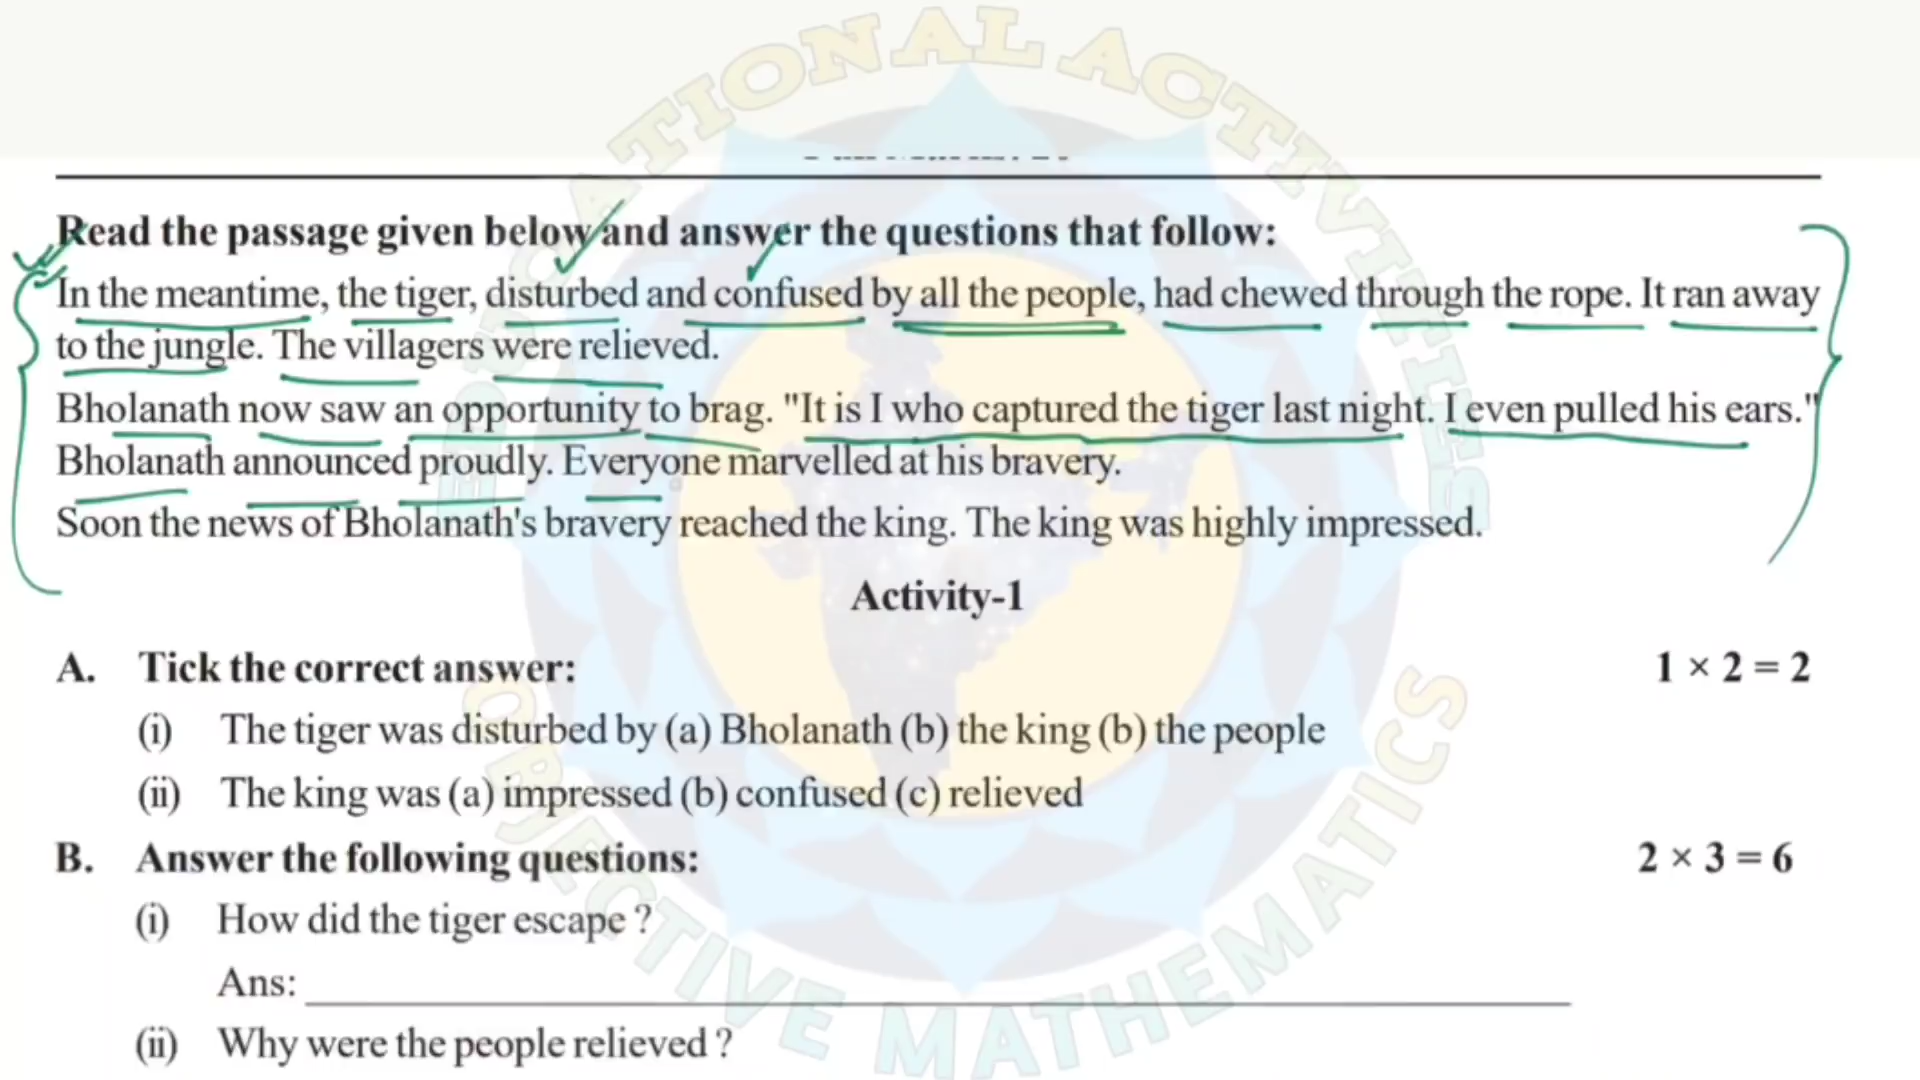 EDUCATIONAL ACTIVITIES
Read the passage given below and answer the questions that follow:
In the meantime, the tiger, disturbed and confused by all the people, had chewed through the rope. It ran away
to the jungle. The villagers were relieved.
Bholanath now saw an opportunity to brag. "It is I who captured the tiger last night. I even pulled his ears."
Bholanath announced proudly. Everyone marvelled at his bravery.
Soon the news of Bholanath's bravery reached the king. The king was highly impressed.
Activity-1
A. Tick the correct answer: 1 × 2 = 2
(i) The tiger was disturbed by (a) Bholanath (b) the king (b) the people
(ii) The king was (a) impressed (b) confused (c) relieved
B. Answer the following questions: 2 × 3 = 6
(i) How did the tiger escape ?
Ans:
(ii) Why were the people relieved ?
OBJECTIVE MATHEMATICS